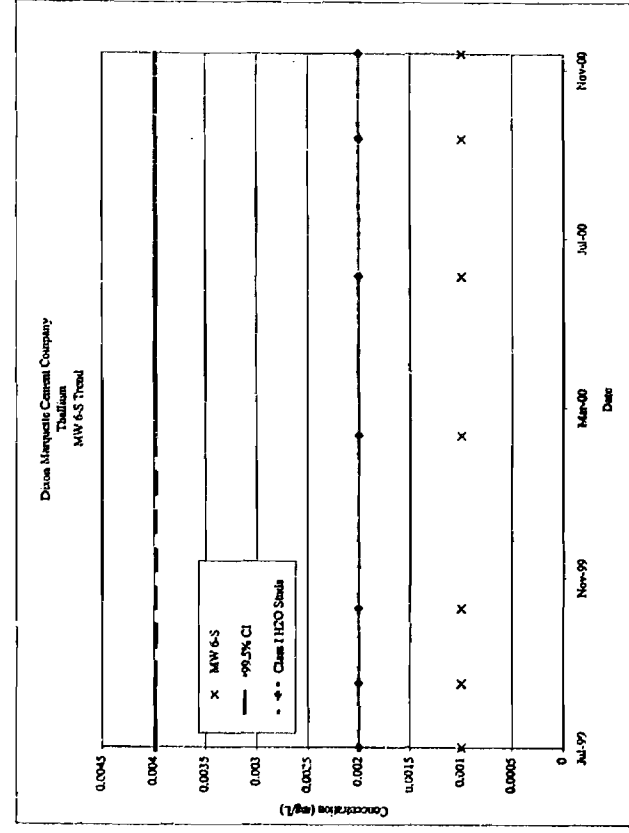 Dixon Marquette Cement Company
Thallium
MW 6-S Trend
Concentration (mg/L)
0.0045
0.004
0.0035
0.003
0.0025
0.002
0.0015
0.001
0.0005
0
MW 6-S
+99.5% CI
Class I H2O Stnds
Jul-99
Nov-99
Mar-00
Jul-00
Nov-00
Date